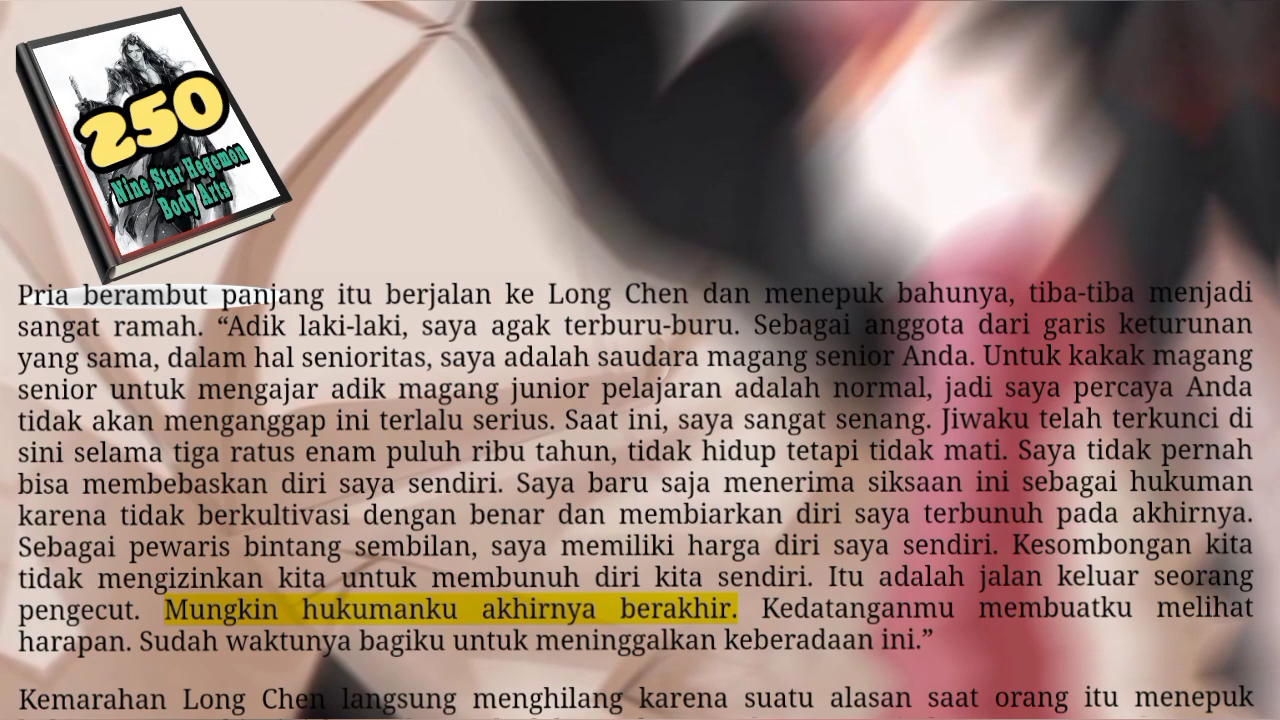 250
Nine Star Hegemon
Body Arts
Pria berambut panjang itu berjalan ke Long Chen dan menepuk bahunya, tiba-tiba menjadi
sangat ramah. “Adik laki-laki, saya agak terburu-buru. Sebagai anggota dari garis keturunan
yang sama, dalam hal senioritas, saya adalah saudara magang senior Anda. Untuk kakak magang
senior untuk mengajar adik magang junior pelajaran adalah normal, jadi saya percaya Anda
tidak akan menganggap ini terlalu serius. Saat ini, saya sangat senang. Jiwaku telah terkunci di
sini selama tiga ratus enam puluh ribu tahun, tidak hidup tetapi tidak mati. Saya tidak pernah
bisa membebaskan diri saya sendiri. Saya baru saja menerima siksaan ini sebagai hukuman
karena tidak berkultivasi dengan benar dan membiarkan diri saya terbunuh pada akhirnya.
Sebagai pewaris bintang sembilan, saya memiliki harga diri saya sendiri. Kesombongan kita
tidak mengizinkan kita untuk membunuh diri kita sendiri. Itu adalah jalan keluar seorang
pengecut. Mungkin hukumanku akhirnya berakhir. Kedatanganmu membuatku melihat
harapan. Sudah waktunya bagiku untuk meninggalkan keberadaan ini.”
Kemarahan Long Chen langsung menghilang karena suatu alasan saat orang itu menepuk